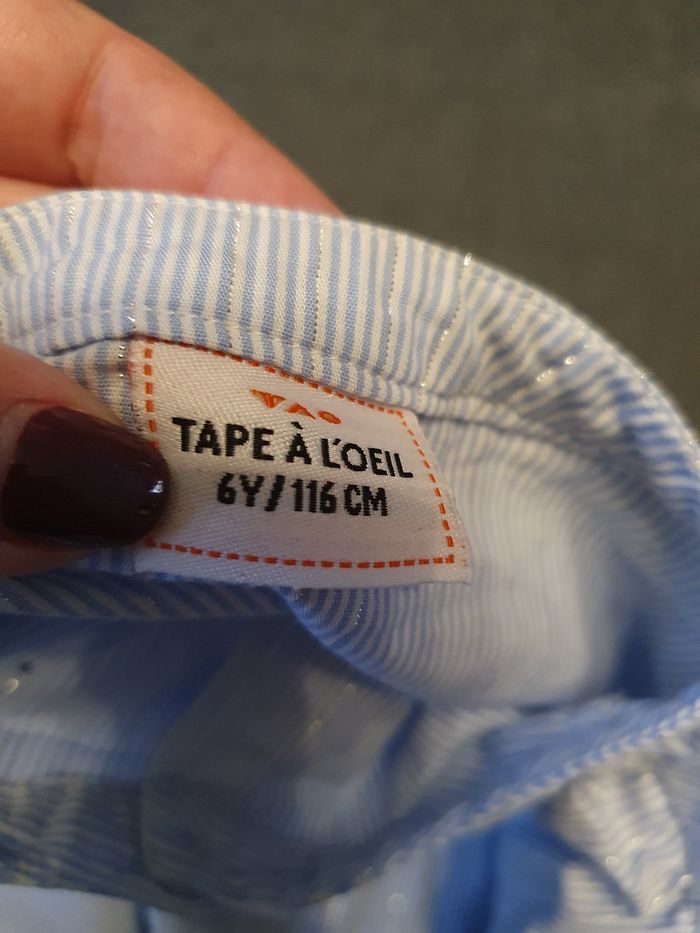 TAO
TAPE À L'OEIL
6Y/116 CM